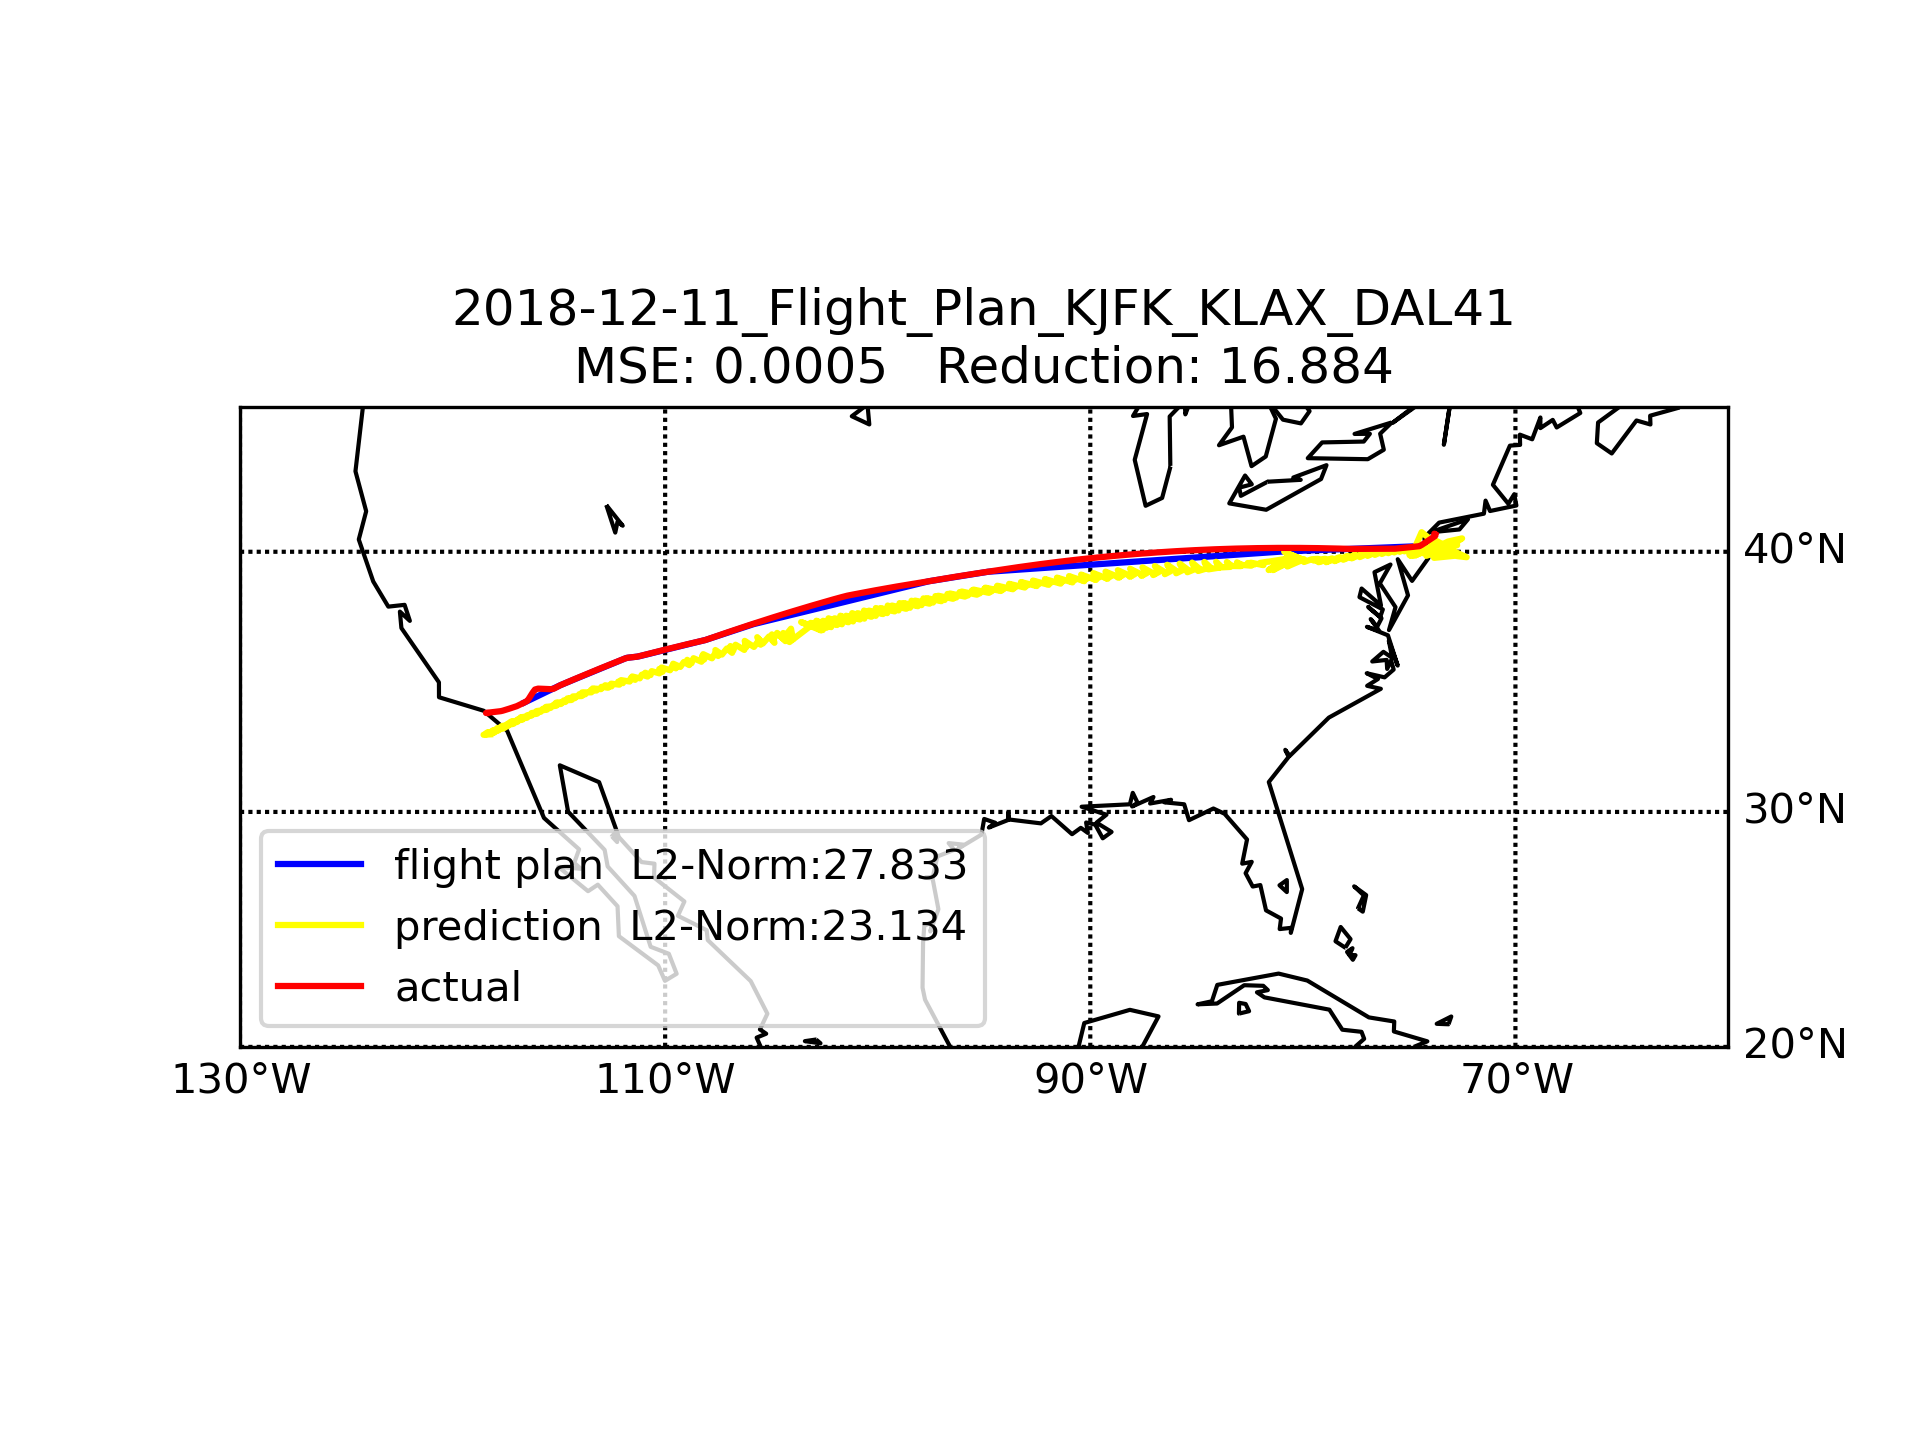 2018-12-11_Flight_Plan_KJFK_KLAX_DAL41
MSE: 0.0005   Reduction: 16.884
40°N
30°N
flight plan  L2-Norm:27.833
prediction  L2-Norm:23.134
actual
20°N
130°W 110°W 90°W 70°W